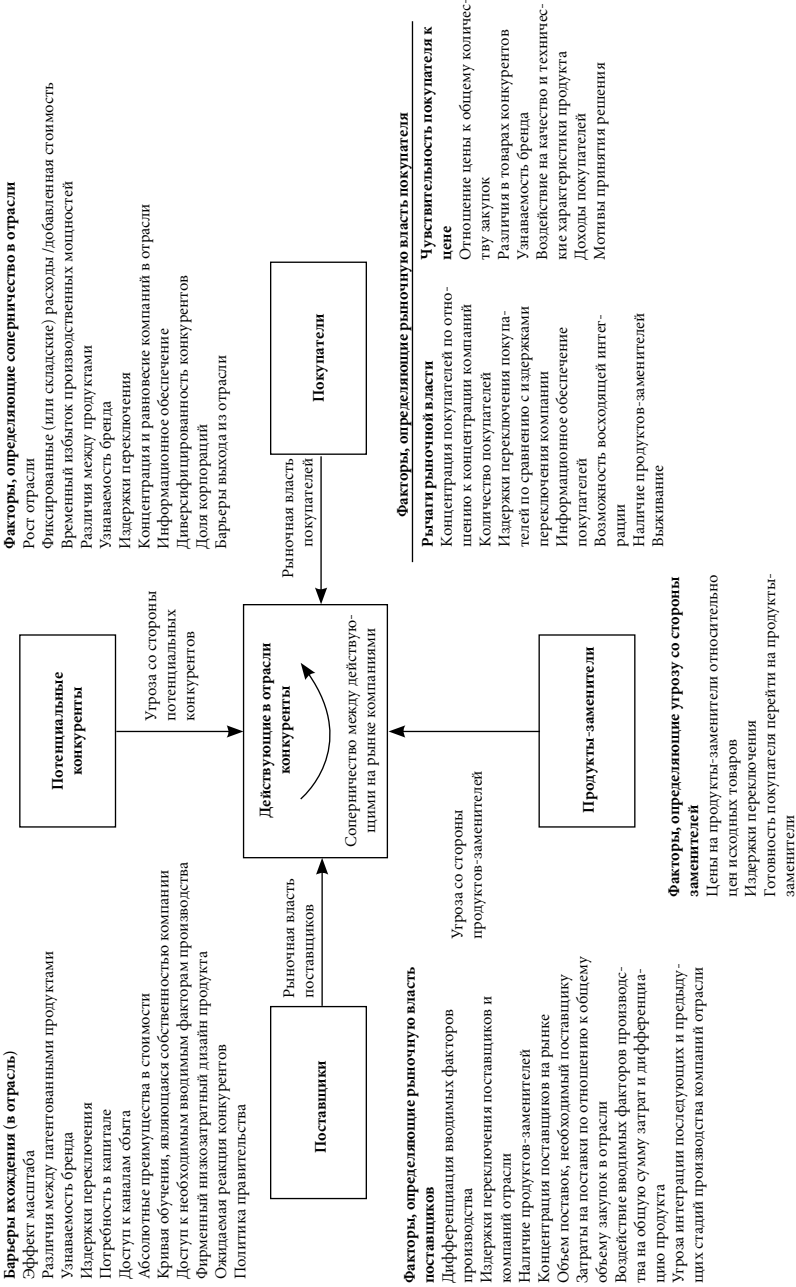 Барьеры вхождения (в отрасль)
Эффект масштаба
Различия между патентованными продуктами
Узнаваемость бренда
Издержки переключения
Потребность в капитале
Доступ к каналам сбыта
Абсолютные преимущества в стоимости
Кривая обучения, являющаяся собственностью компании
Доступ к необходимым вводимым факторам производства
Фирменный низкозатратный дизайн продукта
Ожидаемая реакция конкурентов
Политика правительства
Потенциальные
конкуренты
Угроза со стороны
потенциальных
конкурентов
Факторы, определяющие соперничество в отрасли
Рост отрасли
Фиксированные (или складские) расходы /добавленная стоимость
Временный избыток производственных мощностей
Различия между продуктами
Узнаваемость бренда
Издержки переключения
Концентрация и равновесие компаний в отрасли
Информационное обеспечение
Диверсифицированность конкурентов
Доля корпораций
Барьеры выхода из отрасли
Поставщики
Рыночная власть
поставщиков
Действующие в отрасли
конкуренты
Соперничество между действую-
щими на рынке компаниями
Рыночная власть
покупателей
Покупатели
Факторы, определяющие рыночную власть
поставщиков
Дифференциация вводимых факторов
производства
Издержки переключения поставщиков и
компаний отрасли
Наличие продуктов-заменителей
Концентрация поставщиков на рынке
Объем поставок, необходимый поставщику
Затраты на поставки по отношению к общему
объему закупок в отрасли
Воздействие вводимых факторов производс-
тва на общую сумму затрат и дифференциа-
цию продукта
Угроза интеграции последующих и предыду-
щих стадий производства компаний отрасли
Угроза со стороны
продуктов-заменителей
Продукты-заменители
Факторы, определяющие угрозу со стороны
заменителей
Цены на продукты-заменители относительно
цен исходных товаров
Издержки переключения
Готовность покупателя перейти на продукты-
заменители
Факторы, определяющие рыночную власть покупателя
Рычаги рыночной власти
Концентрация покупателей по отно-
шению к концентрации компаний
Количество покупателей
Издержки переключения покупа-
телей по сравнению с издержками
переключения компании
Информационное обеспечение
покупателей
Возможность восходящей интег-
рации
Наличие продуктов-заменителей
Выживание
Чувствительность покупателя к
цене
Отношение цены к общему количес-
тву закупок
Различия в товарах конкурентов
Узнаваемость бренда
Воздействие на качество и техничес-
кие характеристики продукта
Доходы покупателей
Мотивы принятия решения